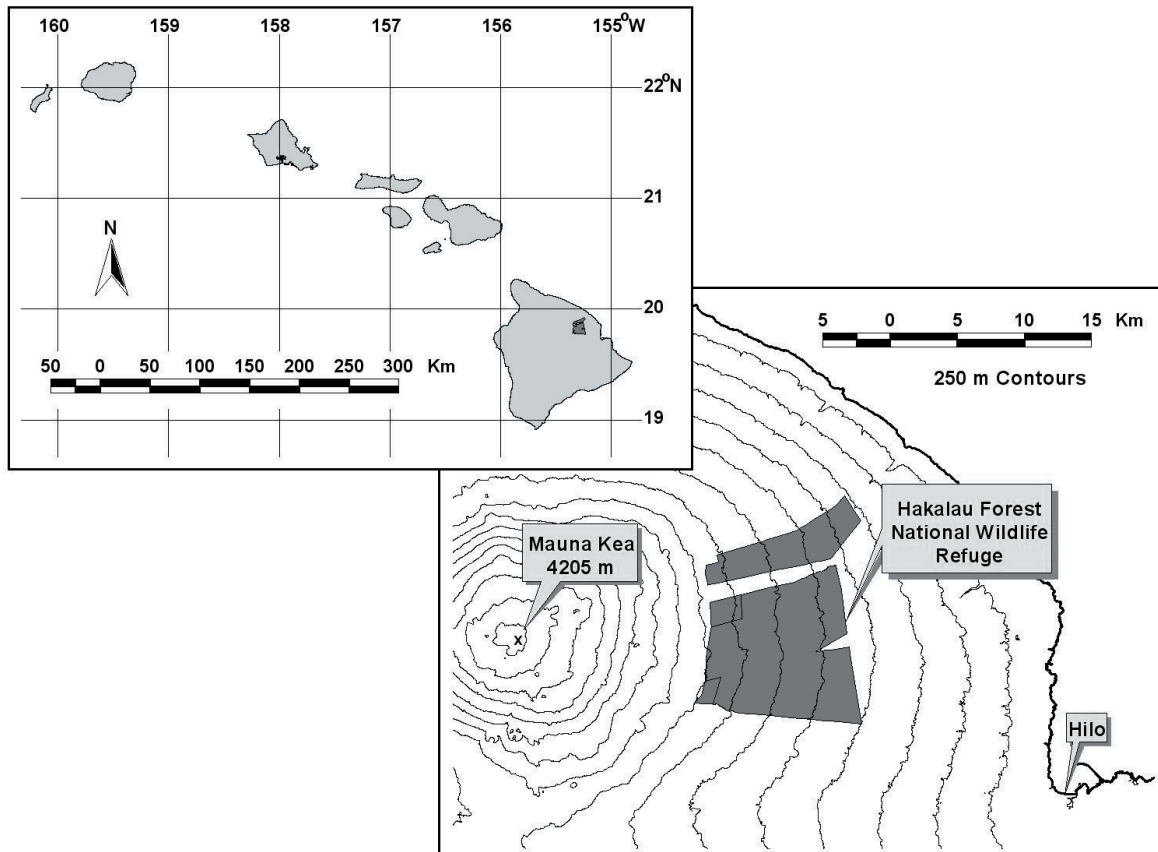 160 159 158 157 156 155°W
22°N
21
20
19
N
50 0 50 100 150 200 250 300 Km
5 0 5 10 15 Km
250 m Contours
Hakalau Forest
National Wildlife
Refuge
Mauna Kea
4205 m
x
Hilo